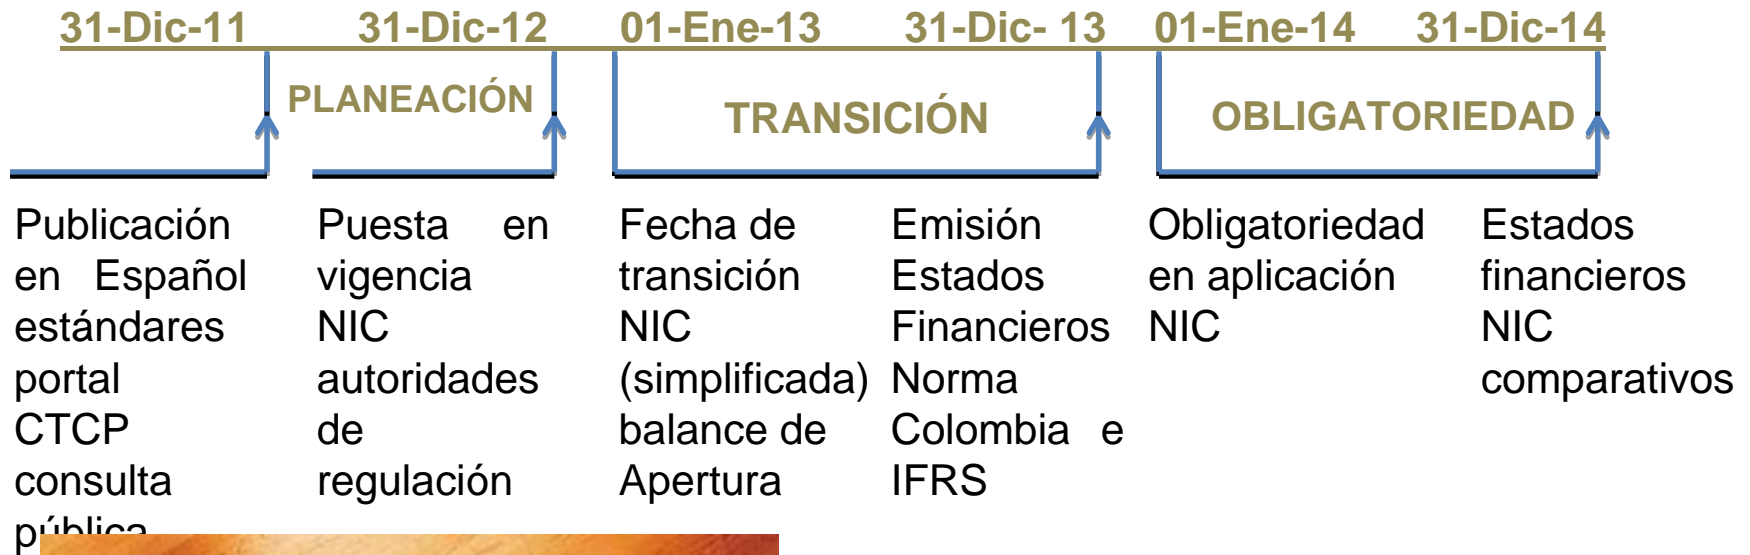 31-Dic-11 31-Dic-12 01-Ene-13 31-Dic- 13 01-Ene-14 31-Dic-14
PLANEACIÓN
TRANSICIÓN
OBLIGATORIEDAD
Publicación
en Español
estándares
portal
CTCP
consulta
pública
Puesta en
vigencia
NIC
autoridades
de
regulación
Fecha de
transición
NIC
(simplificada)
balance de
Apertura
Emisión
Estados
Financieros
Norma
Colombia e
IFRS
Obligatoriedad
en aplicación
NIC
Estados
financieros
NIC
comparativos